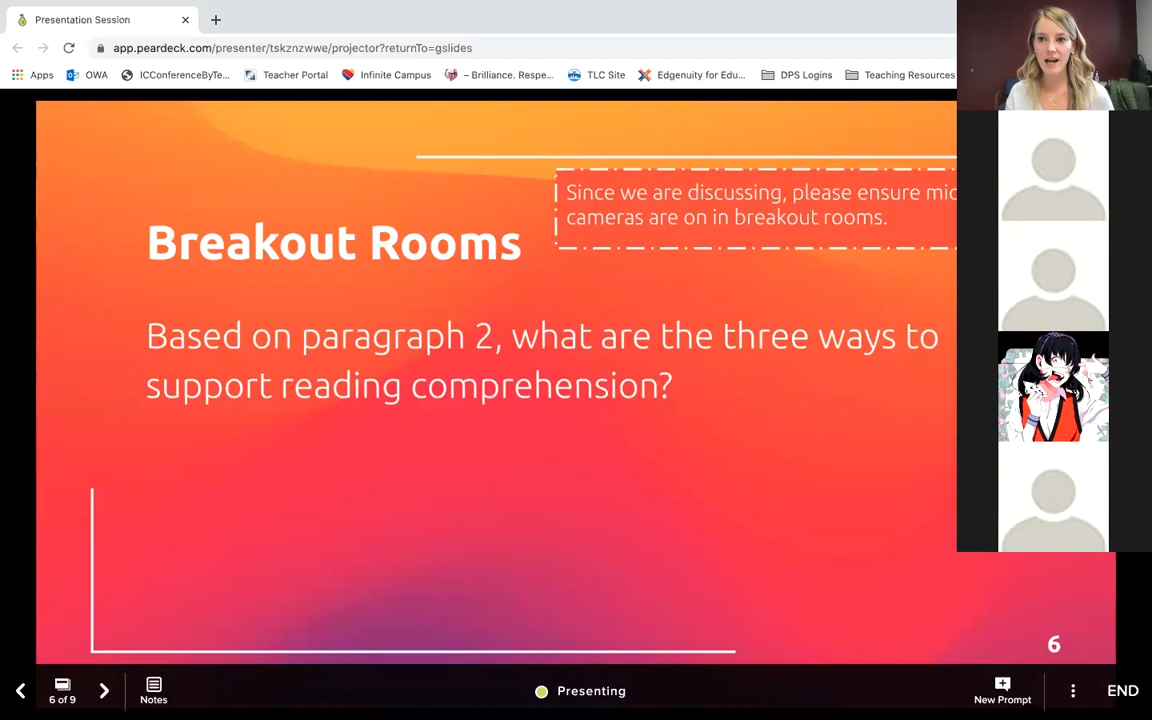 Presentation Session
app.peardeck.com/presenter/tskznzwwe/projector?returnTo=gslides
Apps OWA ICConferenceByTe... Teacher Portal Infinite Campus – Brilliance. Respe... TLC Site Edgenuity for Edu... DPS Logins Teaching Resources
Since we are discussing, please ensure mic
cameras are on in breakout rooms.
Breakout Rooms
Based on paragraph 2, what are the three ways to
support reading comprehension?
6
6 of 9 Notes Presenting New Prompt END